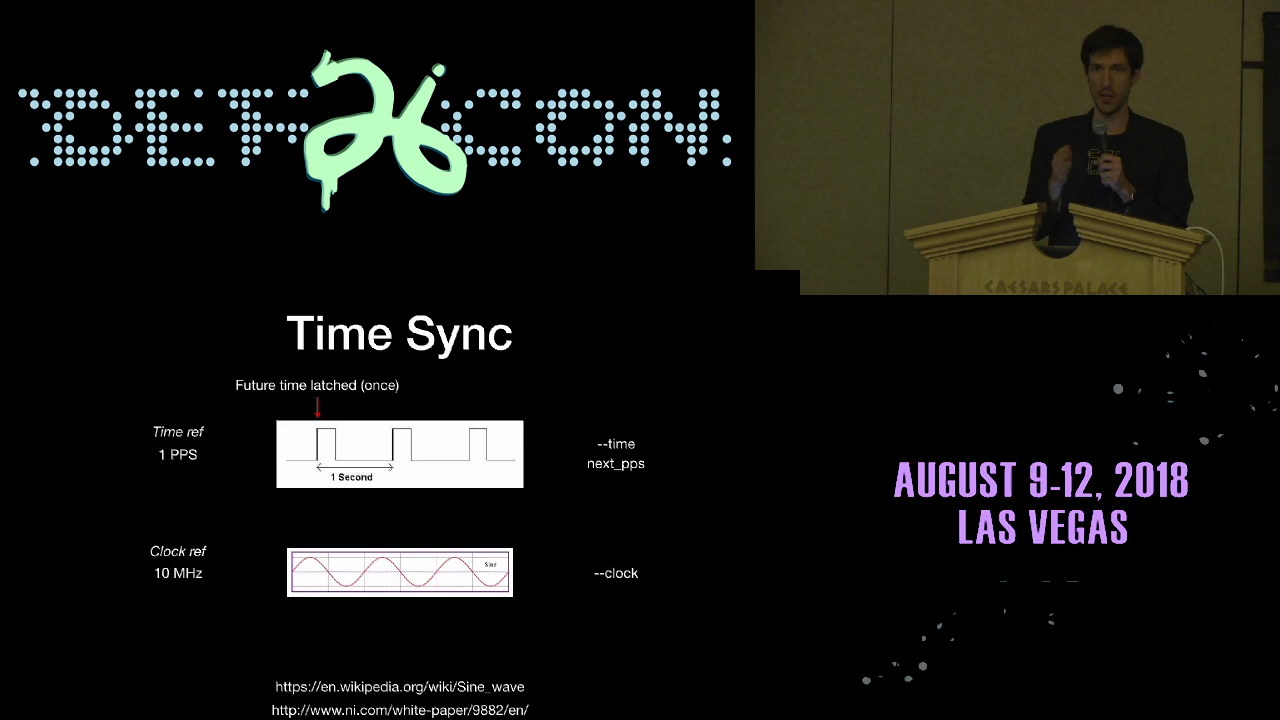 DEF 26 CON
CAESARS PALACE
Time Sync
Future time latched (once)
Time ref
1 PPS
1 Second
--time
next_pps
Clock ref
10 MHz
Sine
--clock
AUGUST 9-12, 2018
LAS VEGAS
https://en.wikipedia.org/wiki/Sine_wave
http://www.ni.com/white-paper/9882/en/